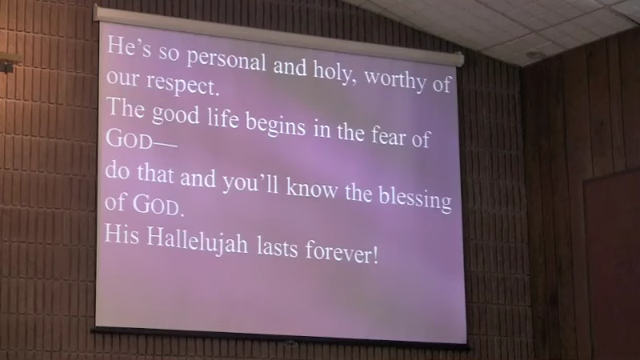 He's so personal and holy, worthy of
our respect.
The good life begins in the fear of
GOD—
do that and you'll know the blessing
of GOD.
His Hallelujah lasts forever!